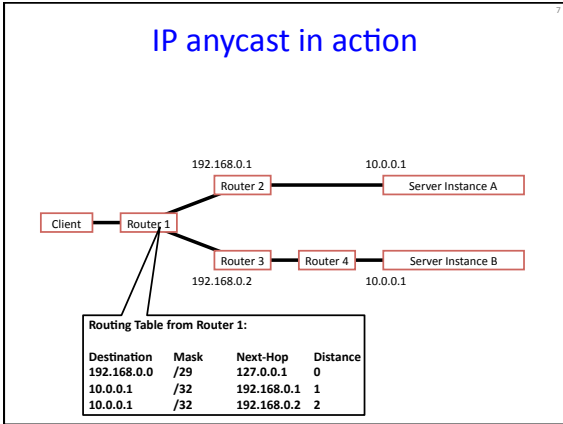 7
IP anycast in action
192.168.0.1 10.0.0.1
Router 2 Server Instance A
Client Router 1
Router 3 Router 4 Server Instance B
192.168.0.2 10.0.0.1
Routing Table from Router 1:
Destination Mask Next-Hop Distance
192.168.0.0 /29 127.0.0.1 0
10.0.0.1 /32 192.168.0.1 1
10.0.0.1 /32 192.168.0.2 2